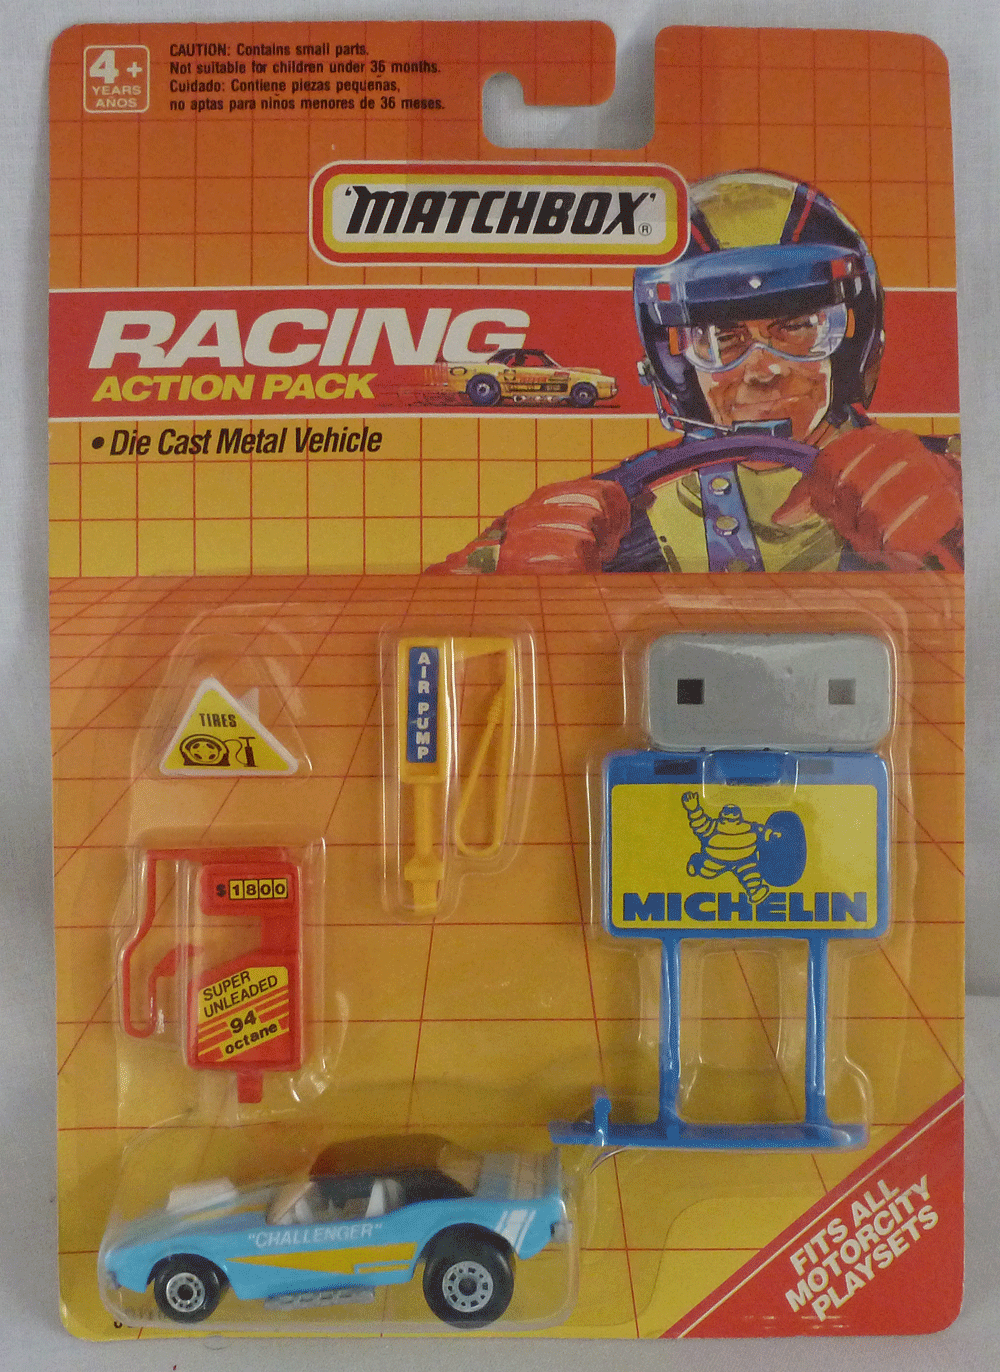 4+
YEARS
AÑOS
CAUTION: Contains small parts.
Not suitable for children under 36 months.
Cuidado: Contiene piezas pequeñas,
no aptas para niños menores de 36 meses.
'MATCHBOX'®
RACING
ACTION PACK
• Die Cast Metal Vehicle
TIRES
AIR PUMP
$1800
SUPER
UNLEADED
94
octane
MICHELIN
"CHALLENGER"
FITS ALL
MOTORCITY
PLAYSETS